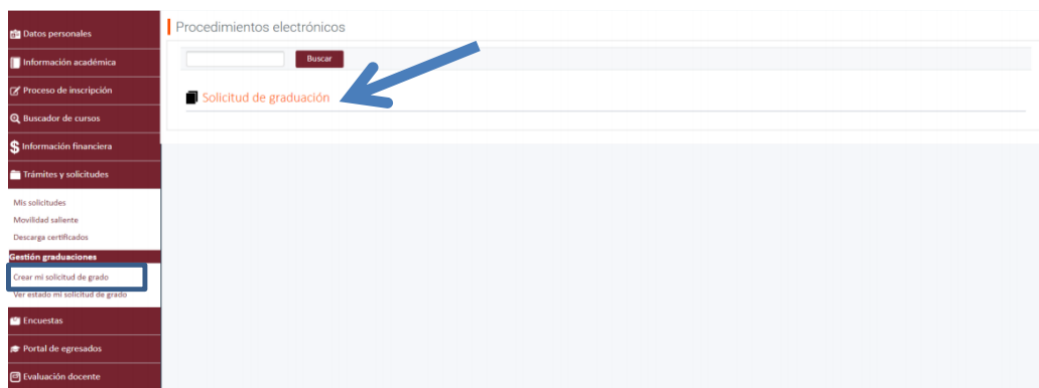 Datos personales
Información académica
Proceso de inscripción
Buscador de cursos
Información financiera
Trámites y solicitudes
Mis solicitudes
Movilidad saliente
Descarga certificados
Gestión graduaciones
Crear mi solicitud de grado
Ver estado mi solicitud de grado
Encuestas
Portal de egresados
Evaluación docente
Procedimientos electrónicos
Buscar
Solicitud de graduación